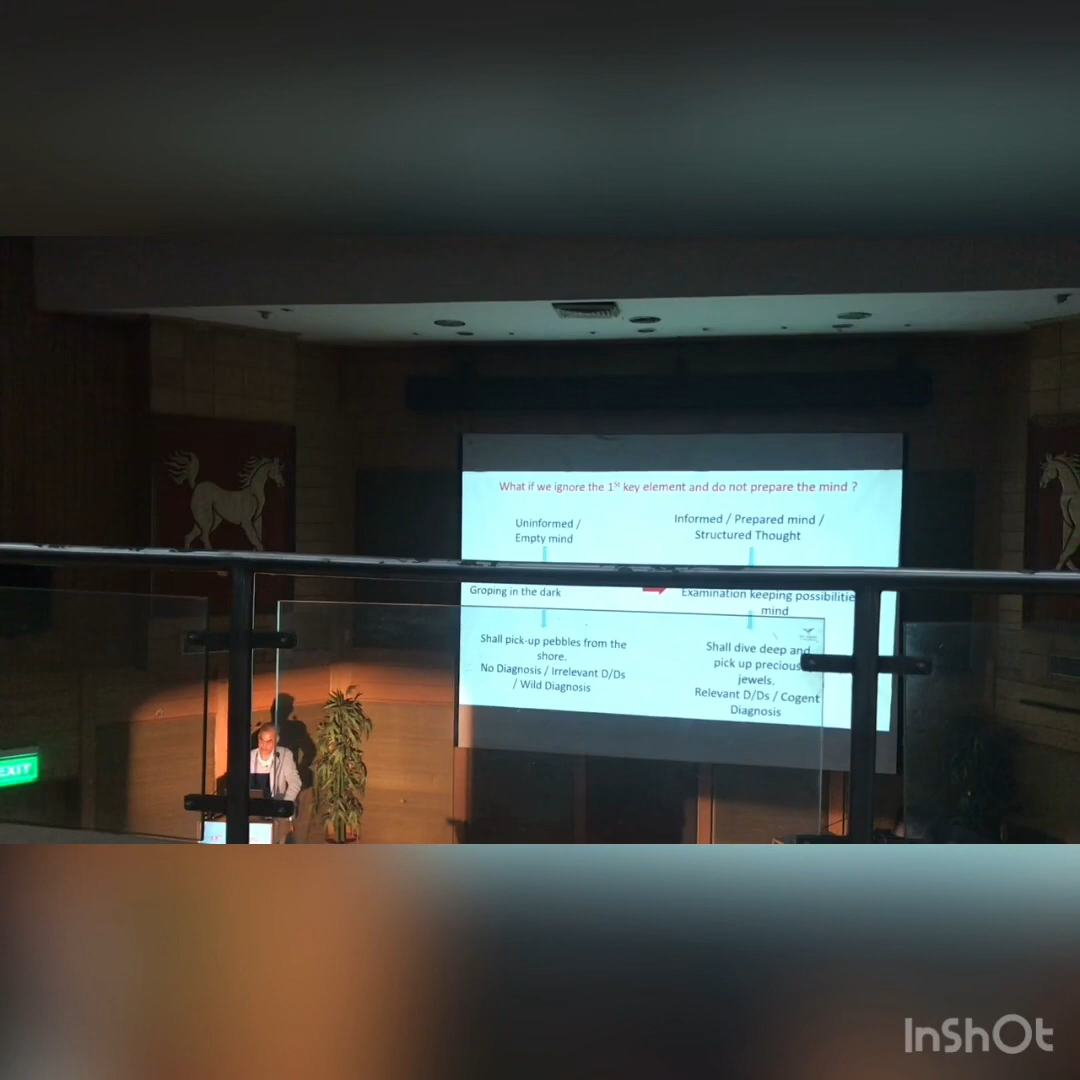 What if we ignore the 1St key element and do not prepare the mind ?
Uninformed /
Empty mind
Informed / Prepared mind /
Structured Thought
Groping in the dark
Examination keeping possibilitie
mind
Shall pick-up pebbles from the
shore.
No Diagnosis / Irrelevant D/Ds
/ Wild Diagnosis
Shall dive deep and
pick up precious
jewels.
Relevant D/Ds / Cogent
Diagnosis
EXIT
InShOt